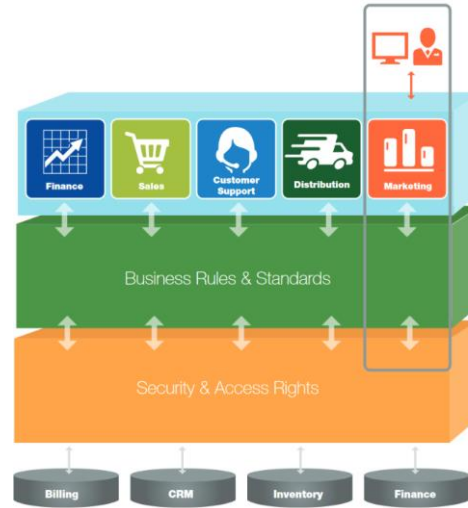 Finance
Sales
Customer
Support
Distribution
Marketing
Business Rules & Standards
Security & Access Rights
Billing
CRM
Inventory
Finance